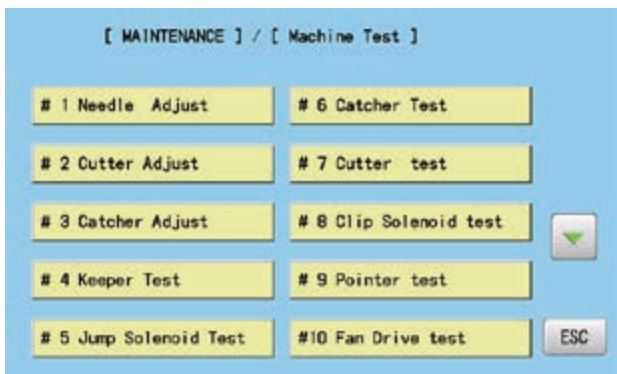 [ MAINTENANCE ] / [ Machine Test ]
# 1 Needle Adjust
# 2 Cutter Adjust
# 3 Catcher Adjust
# 4 Keeper Test
# 5 Jump Solenoid Test
# 6 Catcher Test
# 7 Cutter test
# 8 Clip Solenoid test
# 9 Pointer test
#10 Fan Drive test
ESC